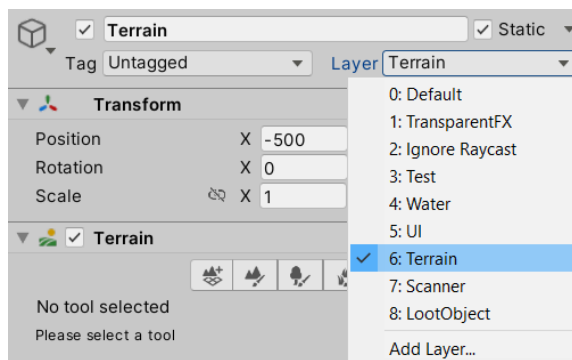 Terrain Static
Tag Untagged Layer Terrain
Transform
Position X -500
Rotation X 0
Scale X 1
Terrain
No tool selected
Please select a tool
0: Default
1: TransparentFX
2: Ignore Raycast
3: Test
4: Water
5: UI
6: Terrain
7: Scanner
8: LootObject
Add Layer...